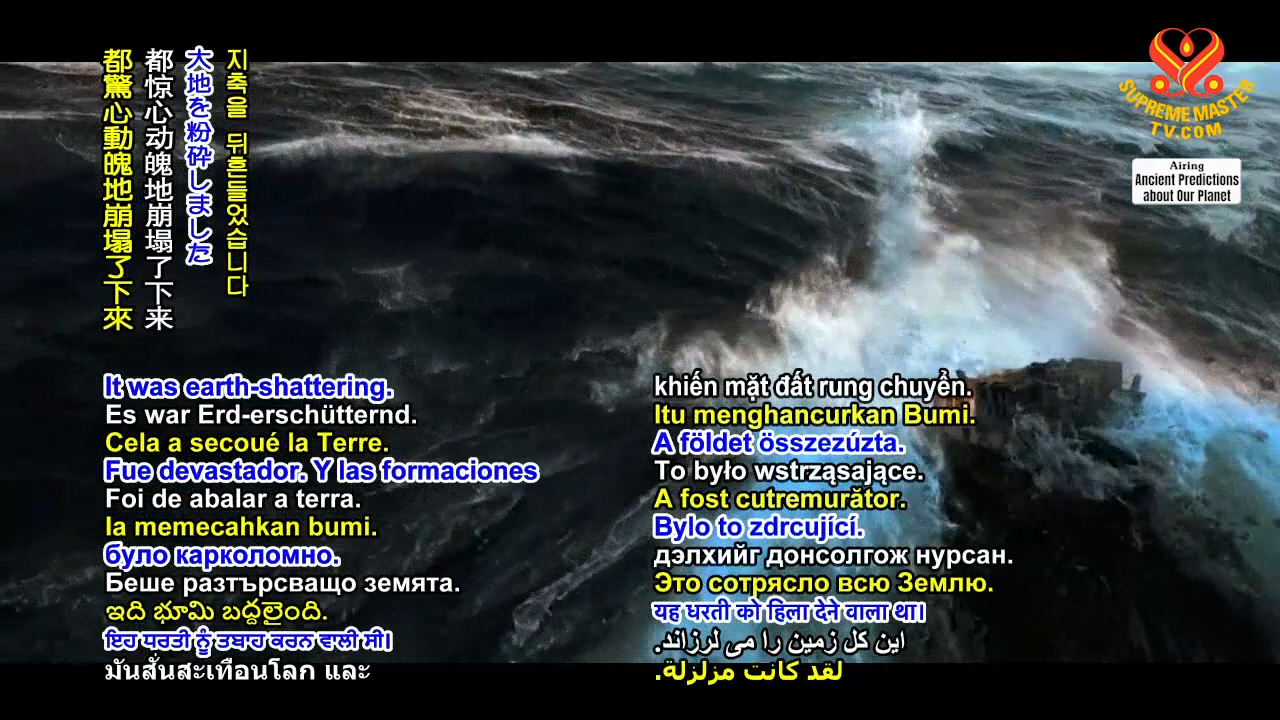 都驚心動魄地崩塌了下來
都惊心动魄地崩塌了下来
大地を粉砕しました
지축을 뒤흔들었습니다
SUPREME MASTER
TV.COM
Airing
Ancient Predictions
about Our Planet
It was earth-shattering.
Es war Erd-erschütternd.
Cela a secoué la Terre.
Fue devastador. Y las formaciones
Foi de abalar a terra.
Ia memecahkan bumi.
було карколомно.
Беше разтърсващо земята.
ఇది భూమి బద్దలైంది.
ਇਹ ਧਰਤੀ ਨੂੰ ਤਬਾਹ ਕਰਨ ਵਾਲੀ ਸੀ।
มันสั่นสะเทือนโลก และ
khiến mặt đất rung chuyển.
Itu menghancurkan Bumi.
A földet összezúzta.
To było wstrząsające.
A fost cutremurător.
Bylo to zdrcující.
дэлхийг донсолгож нурсан.
Это сотрясло всю Землю.
यह धरती को हिला देने वाला था।
این کل زمین را می لرزاند.
لقد كانت مزلزلة.